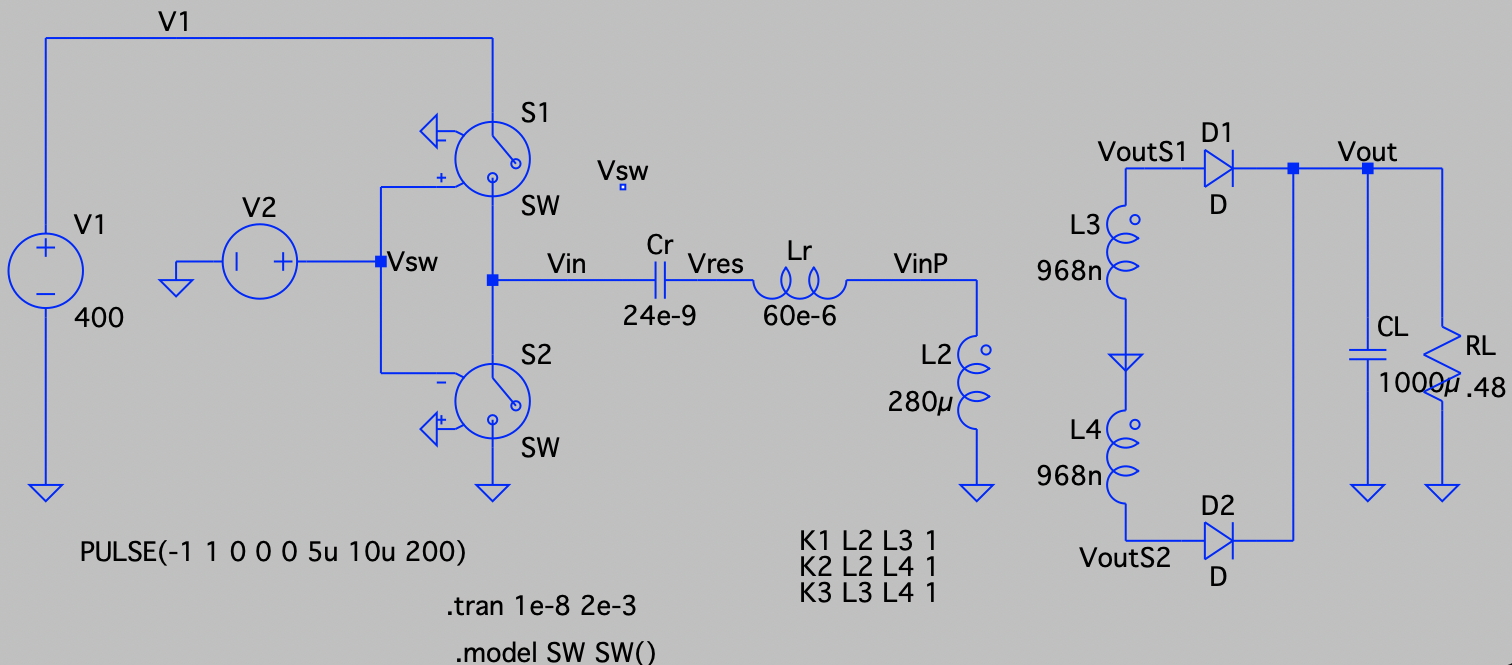 V1
S1
+
SW
Vsw
V2
V1
+
400
Vsw
Vin
Cr
24e-9
Vres
Lr
60e-6
VinP
S2
+
SW
L2
280µ
VoutS1
D1
D
Vout
L3
968n
L4
968n
D2
D
VoutS2
CL
1000µ
RL
.48
PULSE(-1 1 0 0 0 5u 10u 200)
K1 L2 L3 1
K2 L2 L4 1
K3 L3 L4 1
.tran 1e-8 2e-3
.model SW SW()